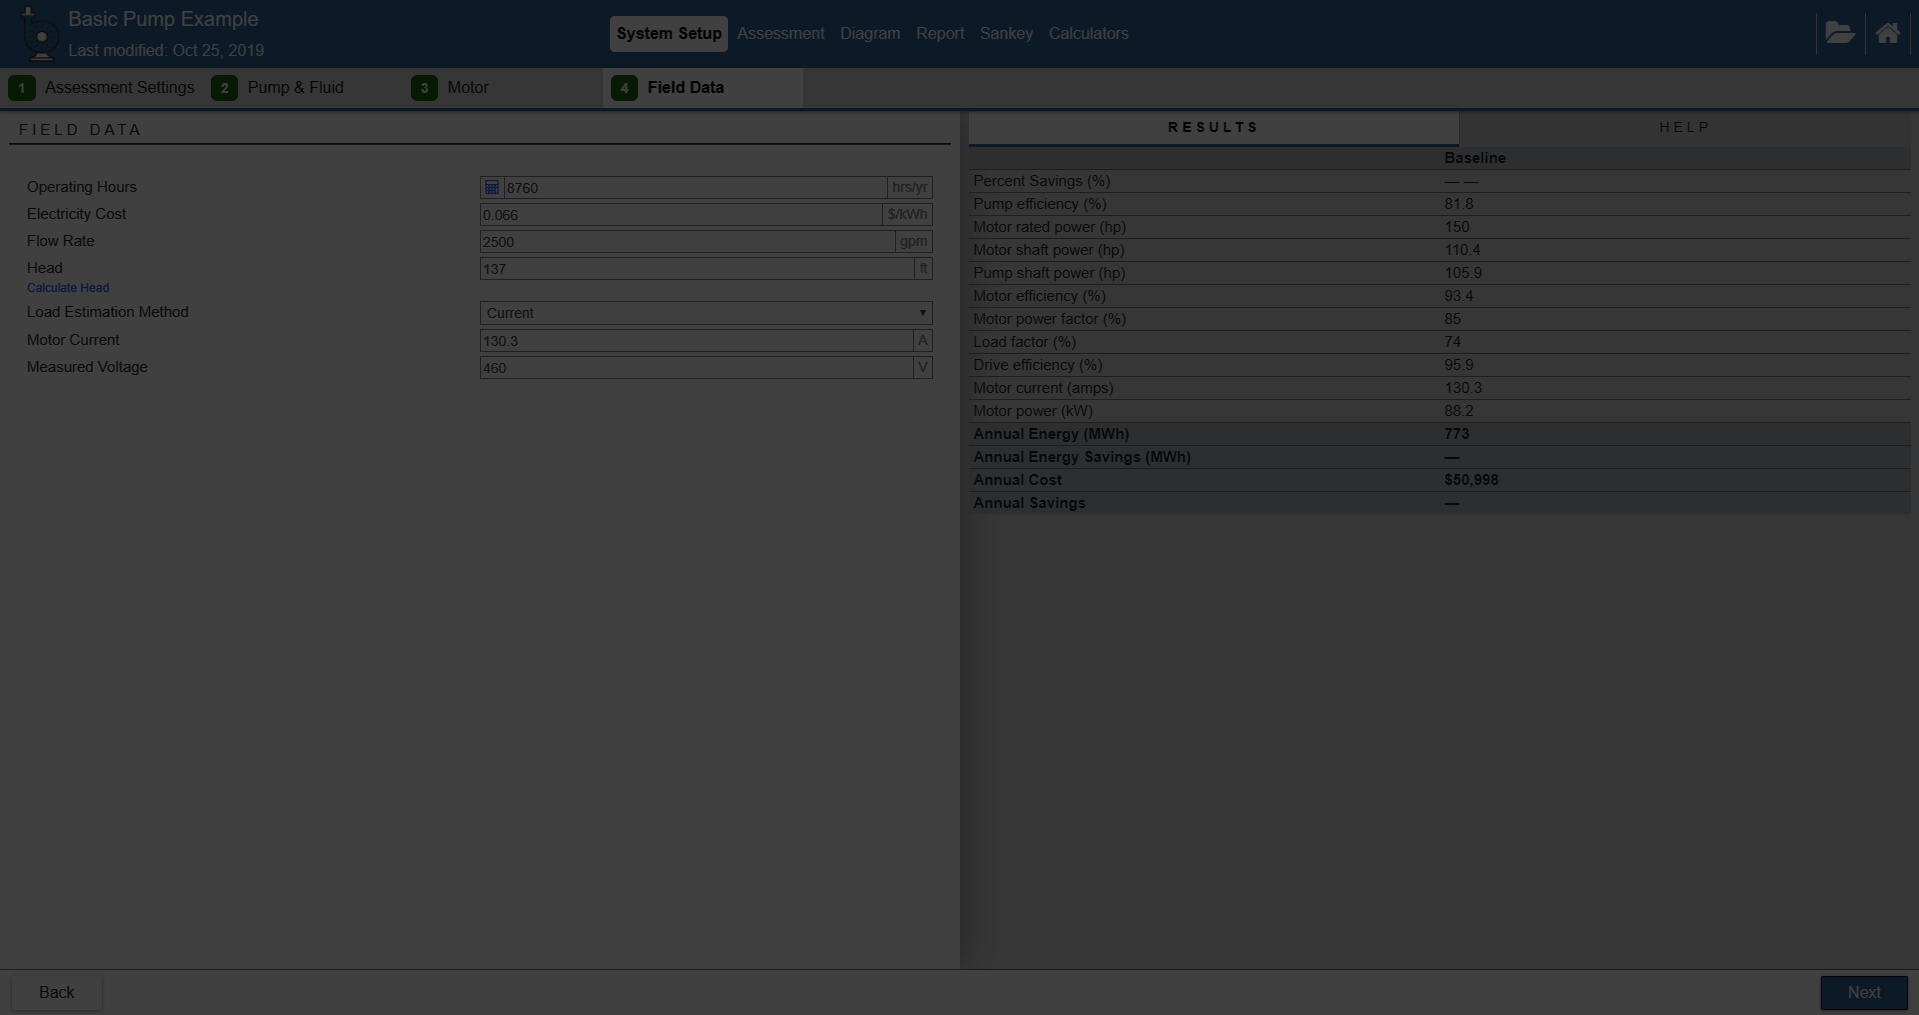 Basic Pump Example
Last modified: Oct 25, 2019
System Setup Assessment Diagram Report Sankey Calculators
1 Assessment Settings 2 Pump & Fluid 3 Motor 4 Field Data
FIELD DATA
Operating Hours 8760 hrs/yr
Electricity Cost 0.066 $/kWh
Flow Rate 2500 gpm
Head 137 ft
Calculate Head
Load Estimation Method Current
Motor Current 130.3 A
Measured Voltage 460 V
RESULTS HELP
Baseline
Percent Savings (%) — —
Pump efficiency (%) 81.8
Motor rated power (hp) 150
Motor shaft power (hp) 110.4
Pump shaft power (hp) 105.9
Motor efficiency (%) 93.4
Motor power factor (%) 85
Load factor (%) 74
Drive efficiency (%) 95.9
Motor current (amps) 130.3
Motor power (kW) 88.2
Annual Energy (MWh) 773
Annual Energy Savings (MWh) —
Annual Cost $50,998
Annual Savings —
Back Next